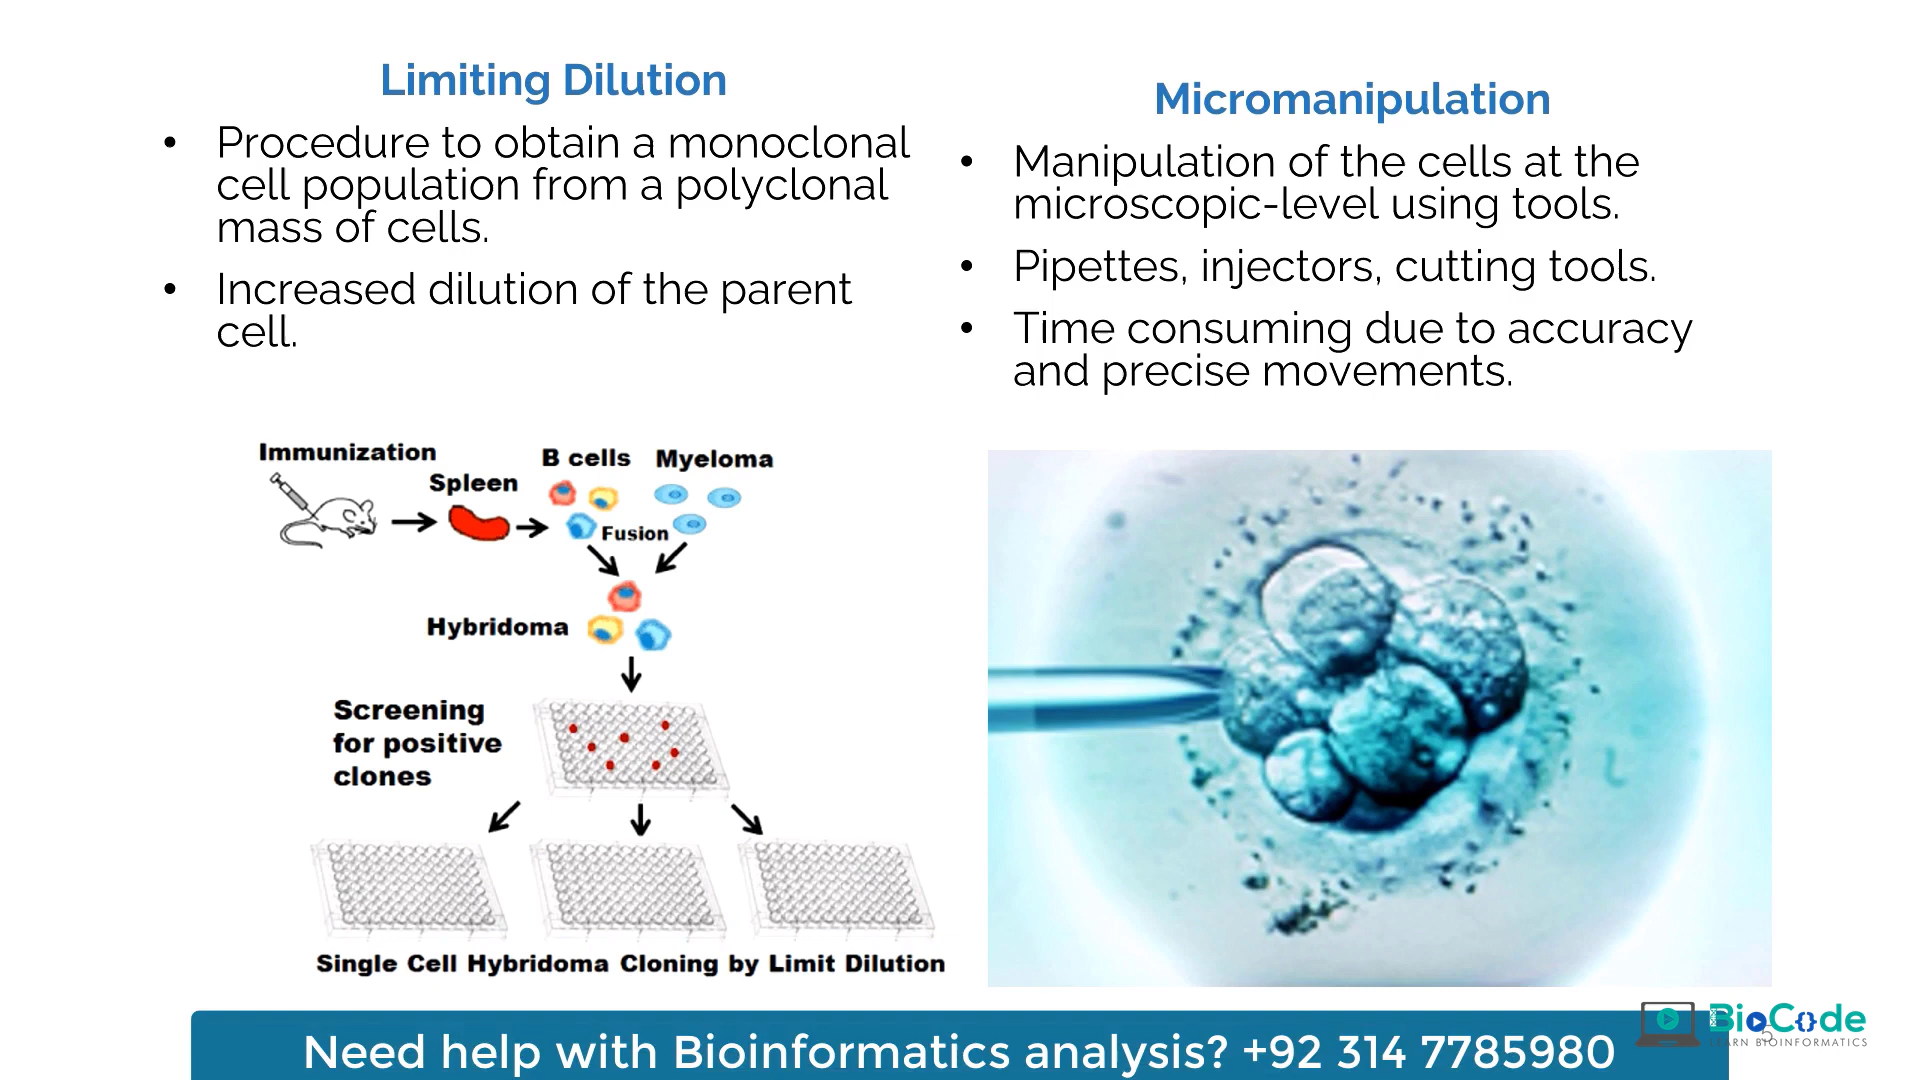 Limiting Dilution
• Procedure to obtain a monoclonal
cell population from a polyclonal
mass of cells.
• Increased dilution of the parent
cell.
Micromanipulation
• Manipulation of the cells at the
microscopic-level using tools.
• Pipettes, injectors, cutting tools.
• Time consuming due to accuracy
and precise movements.
Immunization
Spleen
B cells
Myeloma
Fusion
Hybridoma
Screening
for positive
clones
Single Cell Hybridoma Cloning by Limit Dilution
Need help with Bioinformatics analysis? +92 314 7785980
BioCode
LEARN BIOINFORMATICS
5